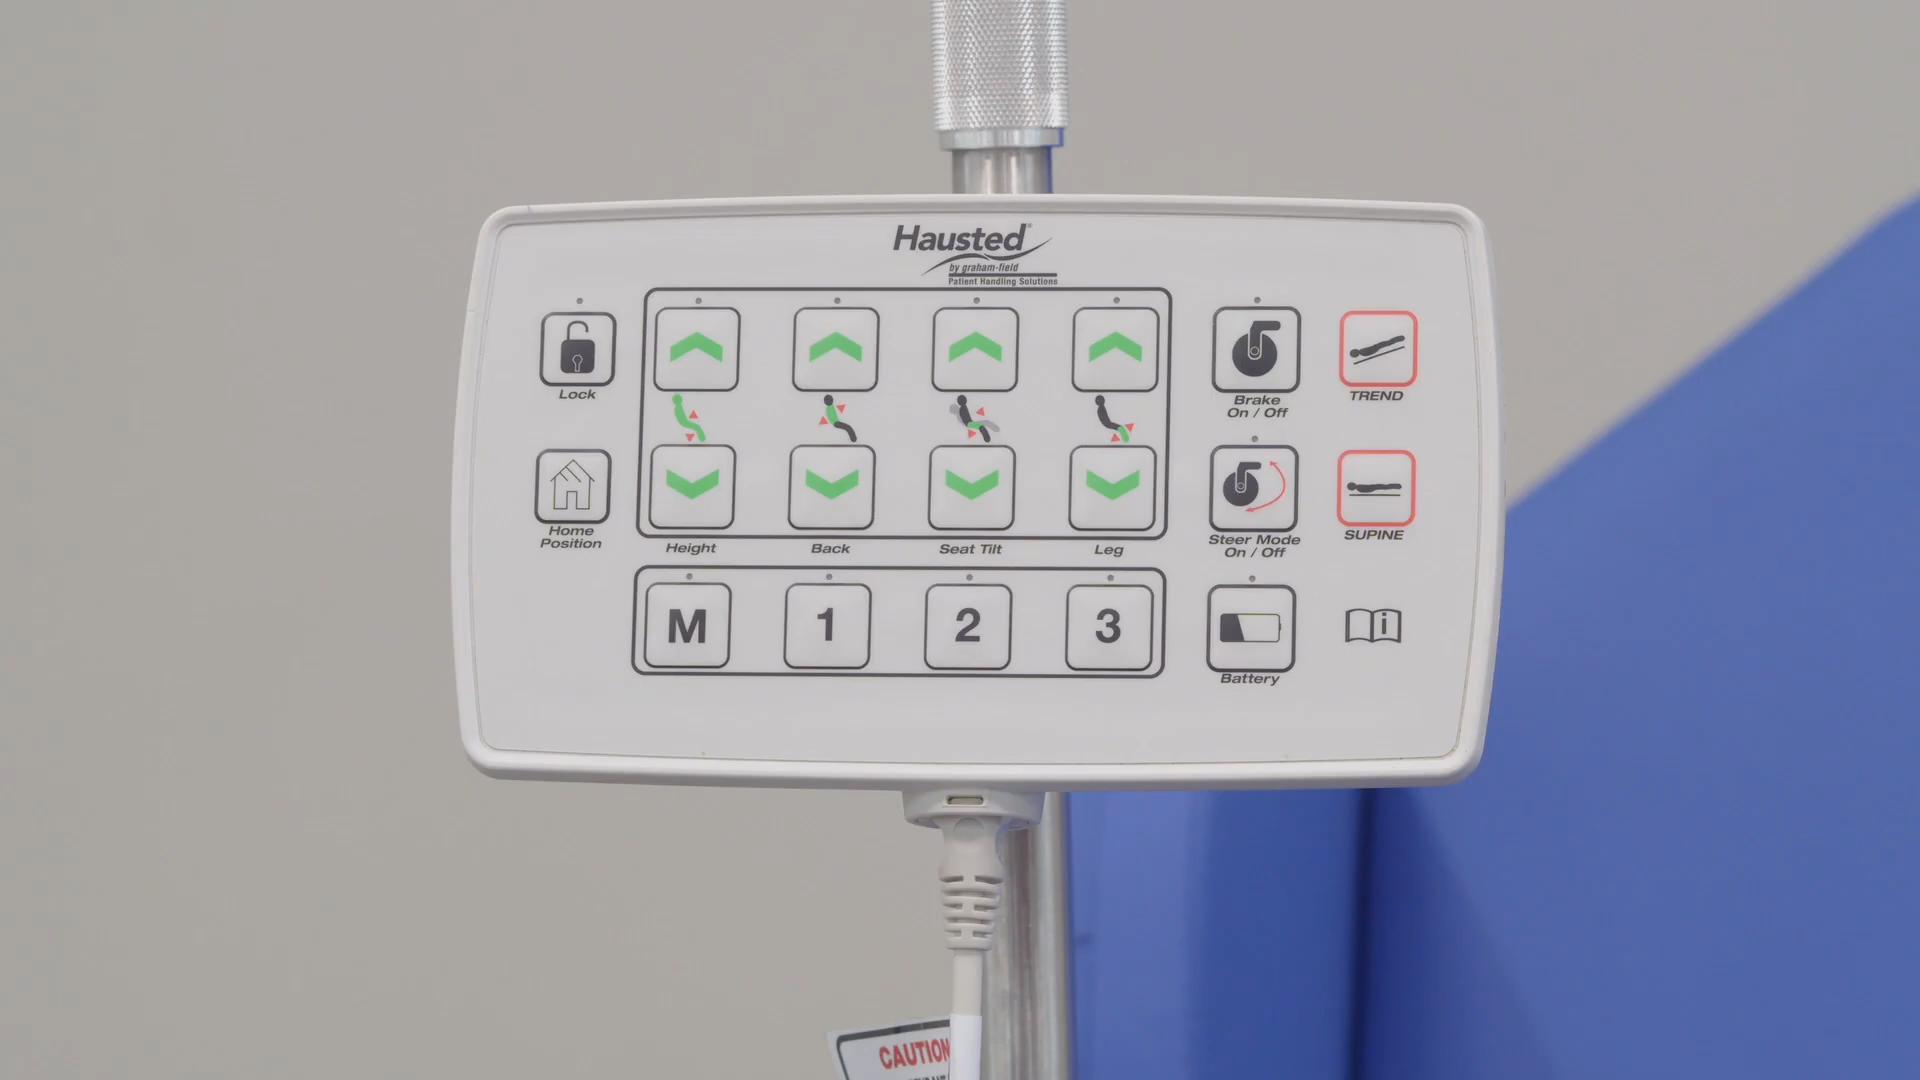 Hausted®
by graham-field
Patient Handling Solutions
Lock
Brake
On / Off
TREND
Home
Position
Height
Back
Seat Tilt
Leg
Steer Mode
On / Off
SUPINE
M
1
2
3
i
Battery
CAUTION